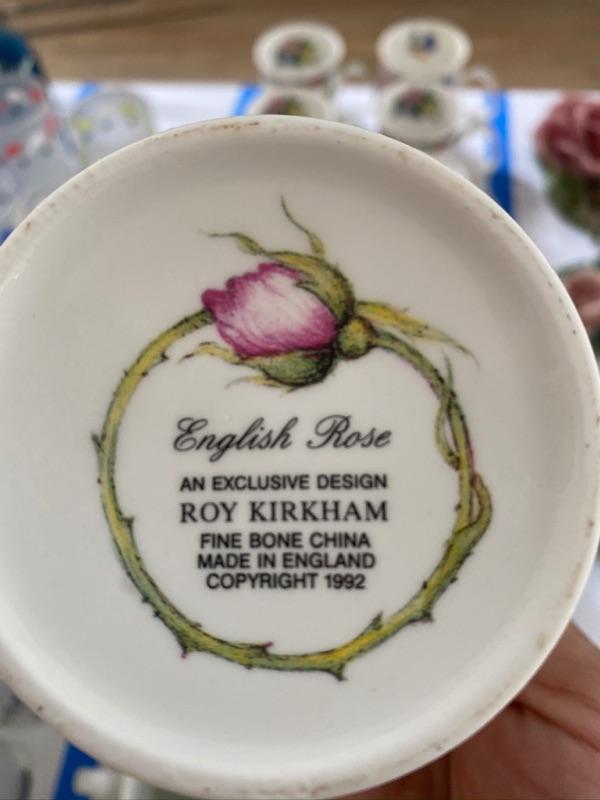 English Rose
AN EXCLUSIVE DESIGN
ROY KIRKHAM
FINE BONE CHINA
MADE IN ENGLAND
COPYRIGHT 1992